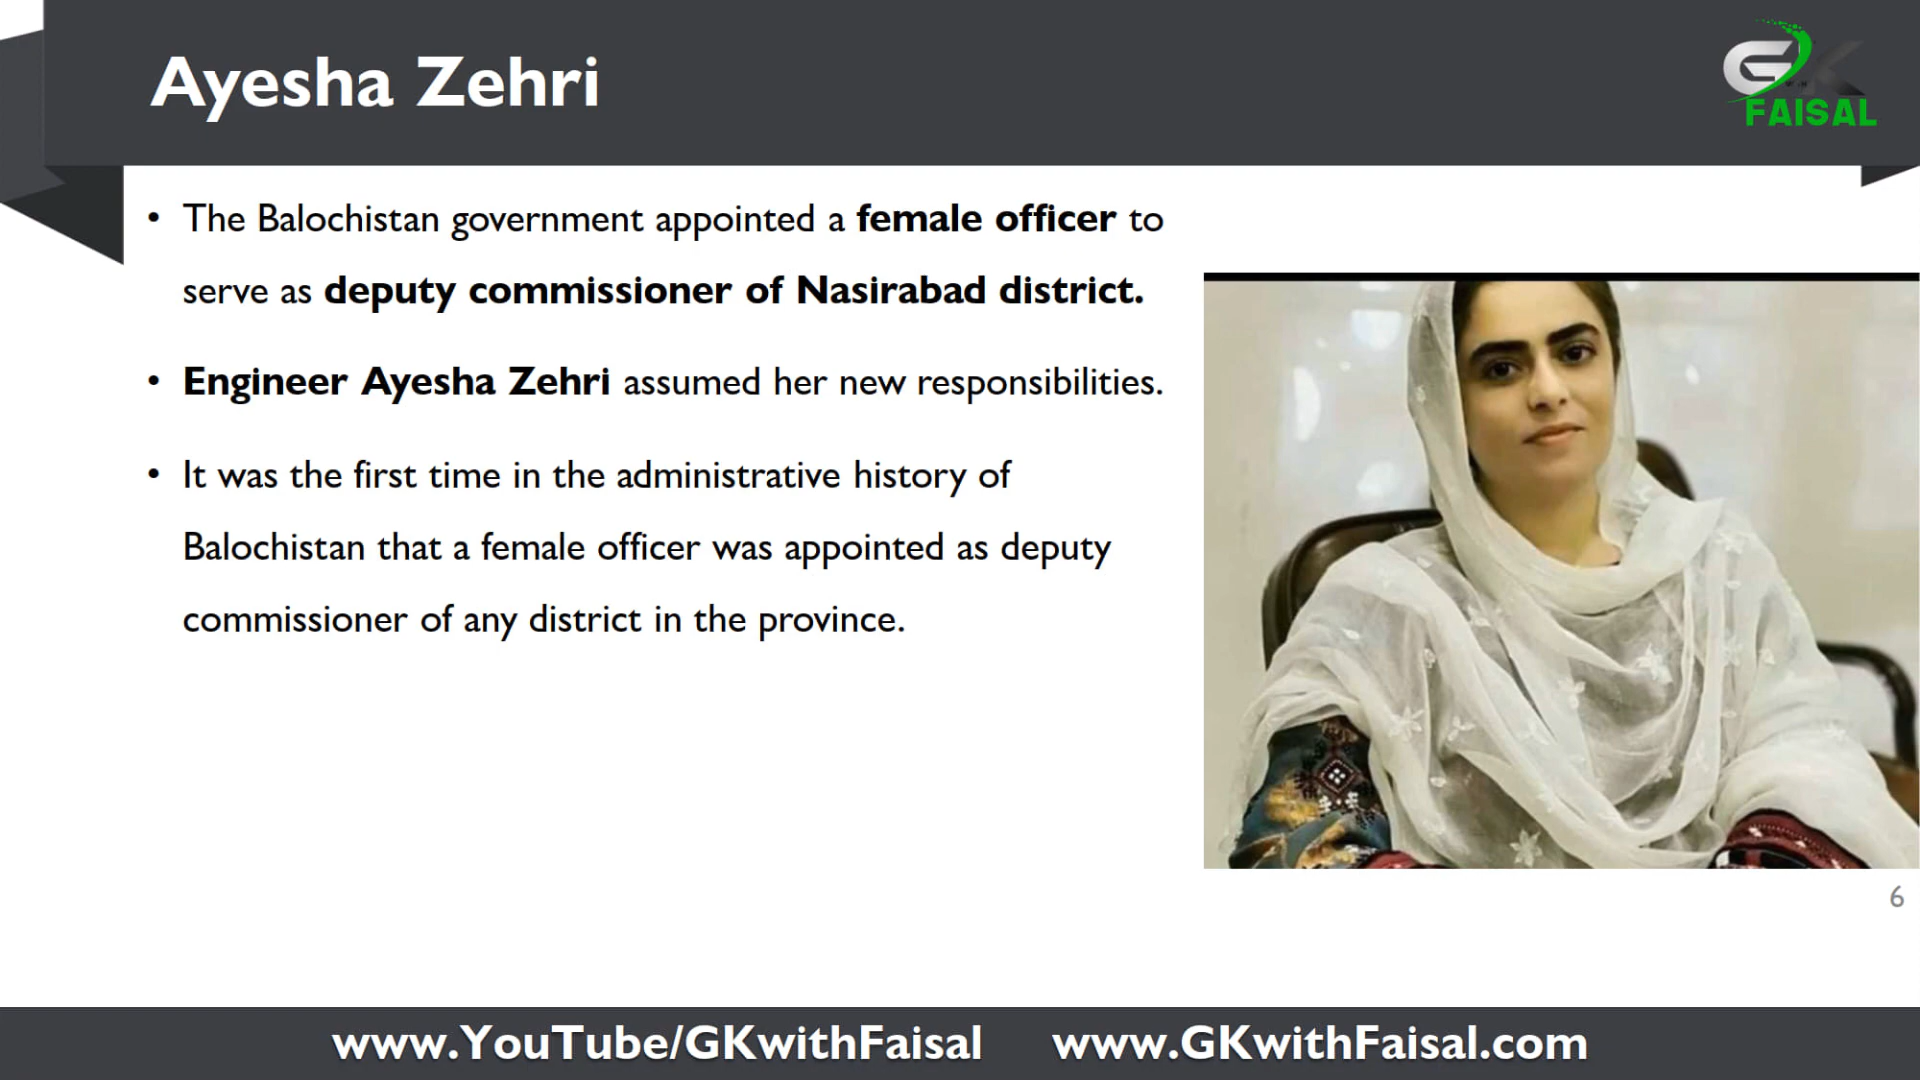 Ayesha Zehri
GK
FAISAL
• The Balochistan government appointed a female officer to
serve as deputy commissioner of Nasirabad district.
• Engineer Ayesha Zehri assumed her new responsibilities.
• It was the first time in the administrative history of
Balochistan that a female officer was appointed as deputy
commissioner of any district in the province.
6
www.YouTube/GKwithFaisal www.GKwithFaisal.com